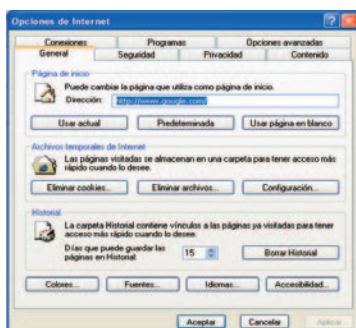 Opciones de Internet
Conexiones Programas Opciones avanzadas
General Seguridad Privacidad Contenido
Página de inicio
Puede cambiar la página que utiliza como página de inicio.
Dirección: http://www.google.com/
Usar actual Predeterminada Usar página en blanco
Archivos temporales de Internet
Las páginas visitadas se almacenan en una carpeta para tener acceso más
rápido cuando lo desee.
Eliminar cookies... Eliminar archivos... Configuración...
Historial
La carpeta Historial contiene vínculos a las páginas ya visitadas para tener
acceso más rápido cuando lo desee.
Días que puede guardar las
páginas en Historial: 15 Borrar Historial
Colores... Fuentes... Idiomas... Accesibilidad...
Aceptar Cancelar Aplicar